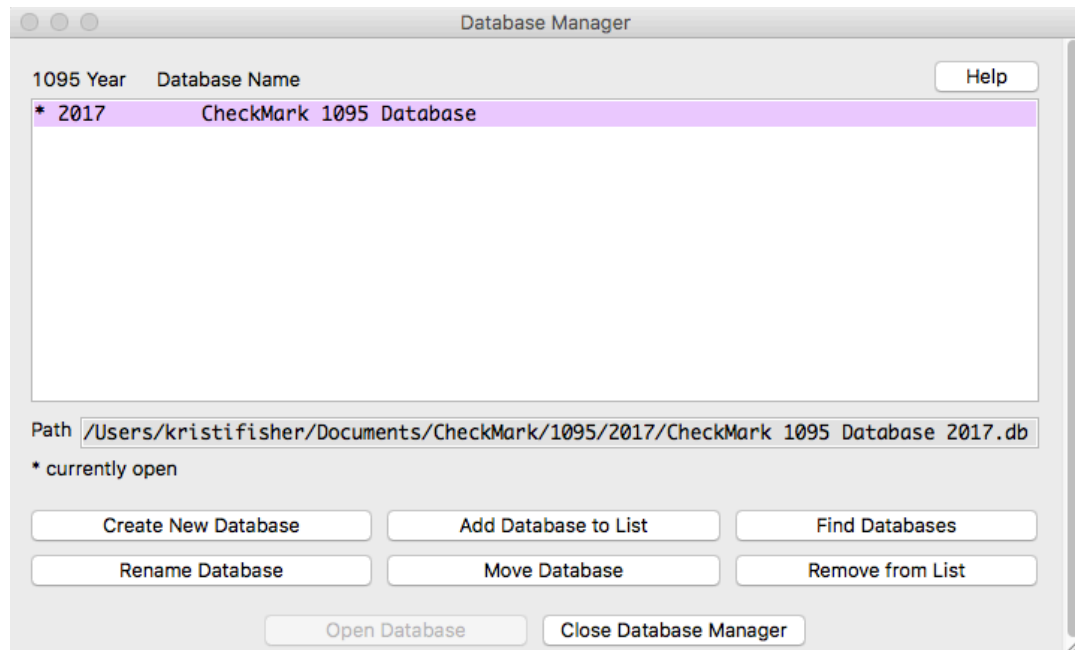 Database Manager
1095 Year Database Name Help
* 2017 CheckMark 1095 Database
Path /Users/kristifisher/Documents/CheckMark/1095/2017/CheckMark 1095 Database 2017.db
* currently open
Create New Database Add Database to List Find Databases
Rename Database Move Database Remove from List
Open Database Close Database Manager